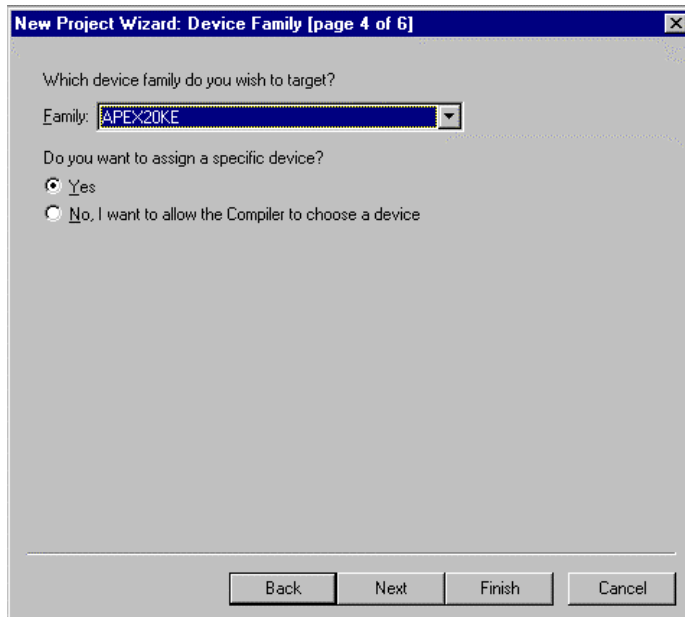 New Project Wizard: Device Family [page 4 of 6]
Which device family do you wish to target?
Family: APEX20KE
Do you want to assign a specific device?
Yes
No, I want to allow the Compiler to choose a device
Back Next Finish Cancel